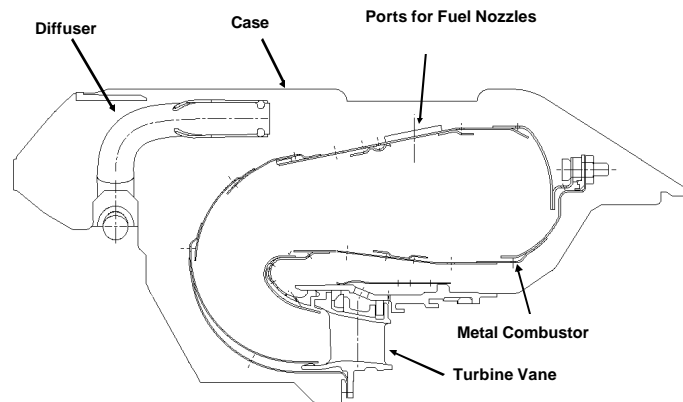 Ports for Fuel Nozzles
Case
Diffuser
Metal Combustor
Turbine Vane